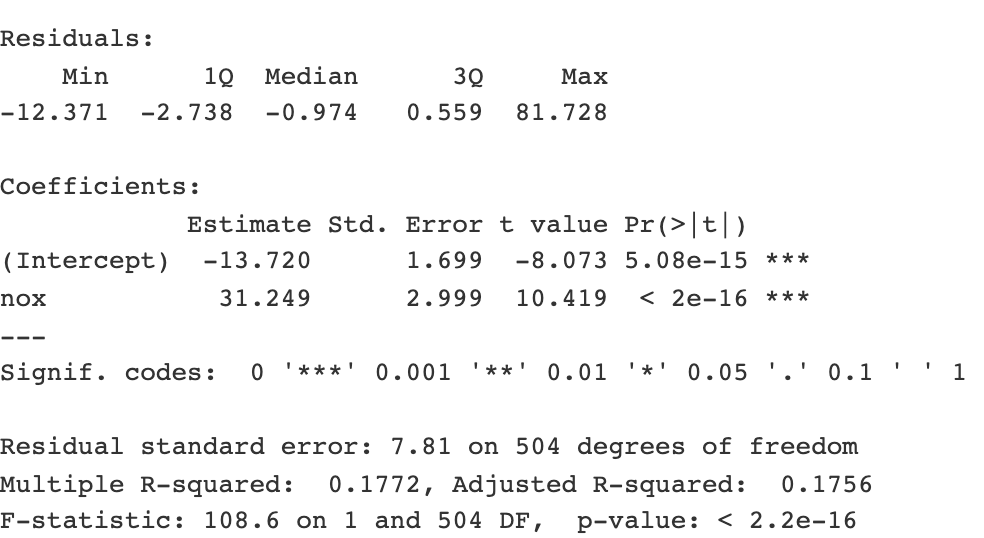 Residuals:
    Min      1Q  Median      3Q     Max
-12.371  -2.738  -0.974   0.559  81.728
Coefficients:
            Estimate Std. Error t value Pr(>|t|)
(Intercept)  -13.720      1.699  -8.073 5.08e-15 ***
nox           31.249      2.999  10.419  < 2e-16 ***
---
Signif. codes:  0 '***' 0.001 '**' 0.01 '*' 0.05 '.' 0.1 ' ' 1
Residual standard error: 7.81 on 504 degrees of freedom
Multiple R-squared:  0.1772, Adjusted R-squared:  0.1756
F-statistic: 108.6 on 1 and 504 DF,  p-value: < 2.2e-16